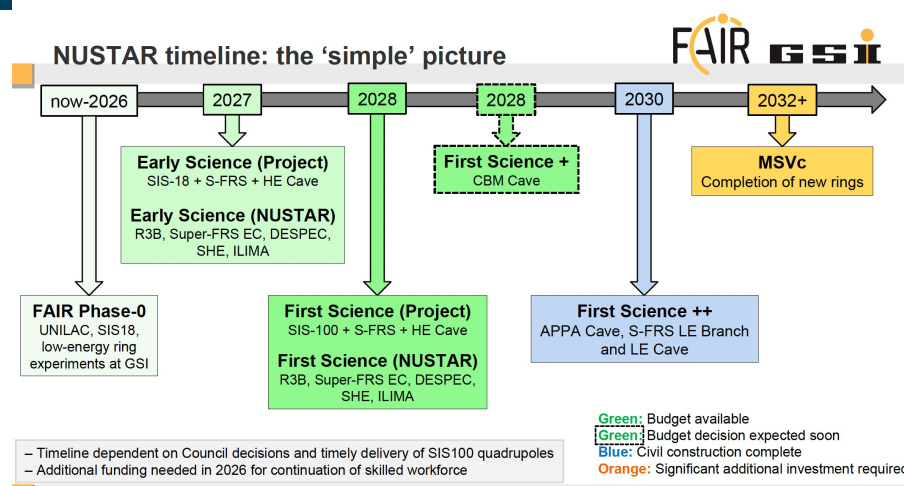 NUSTAR timeline: the ‘simple’ picture
FAIR GSI
now-2026
2027
2028
2028
2030
2032+
Early Science (Project)
SIS-18 + S-FRS + HE Cave
Early Science (NUSTAR)
R3B, Super-FRS EC, DESPEC,
SHE, ILIMA
First Science +
CBM Cave
MSVc
Completion of new rings
FAIR Phase-0
UNILAC, SIS18,
low-energy ring
experiments at GSI
First Science (Project)
SIS-100 + S-FRS + HE Cave
First Science (NUSTAR)
R3B, Super-FRS EC, DESPEC,
SHE, ILIMA
First Science ++
APPA Cave, S-FRS LE Branch
and LE Cave
Green: Budget available
Green: Budget decision expected soon
Blue: Civil construction complete
Orange: Significant additional investment required
– Timeline dependent on Council decisions and timely delivery of SIS100 quadrupoles
– Additional funding needed in 2026 for continuation of skilled workforce